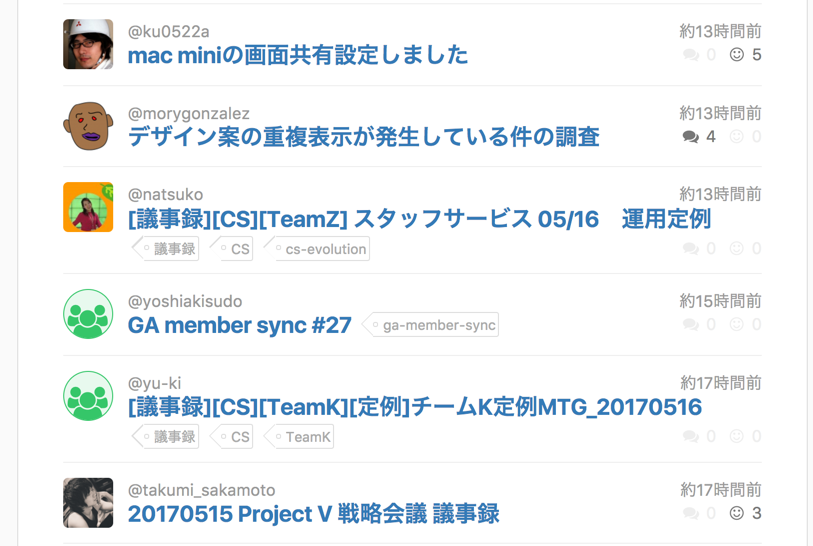 @ku0522a 約13時間前
mac miniの画面共有設定しました 0 5
@morygonzalez 約13時間前
デザイン案の重複表示が発生している件の調査 4 0
@natsuko 約13時間前
[議事録][CS][TeamZ] スタッフサービス 05/16　運用定例
議事録 CS cs-evolution 0 0
@yoshiakisudo 約15時間前
GA member sync #27 ga-member-sync 0 0
@yu-ki 約17時間前
[議事録][CS][TeamK][定例]チームK定例MTG_20170516
議事録 CS TeamK 0 0
@takumi_sakamoto 約17時間前
20170515 Project V 戦略会議 議事録 0 3